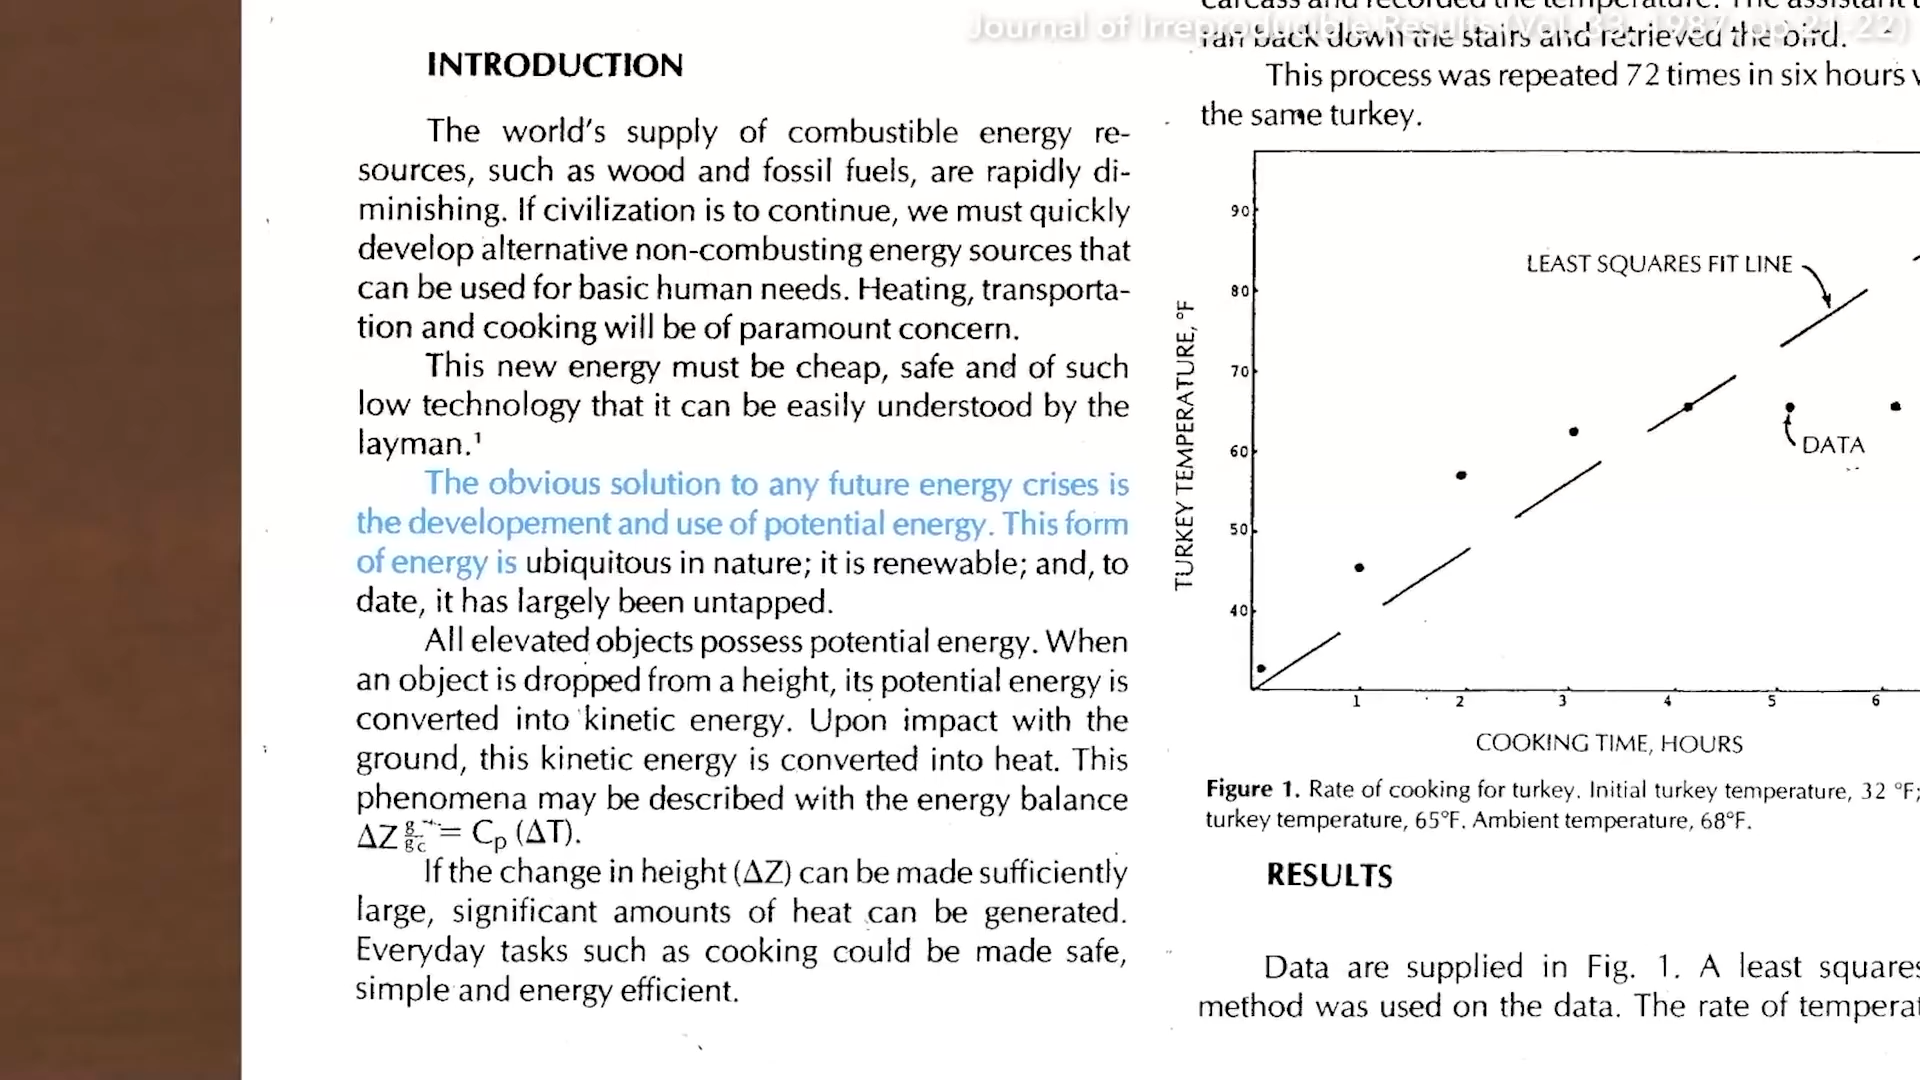 Journal of Irreproducible Results (Vol. 33, 1987, pp 21-22)
INTRODUCTION
The world's supply of combustible energy re-
sources, such as wood and fossil fuels, are rapidly di-
minishing. If civilization is to continue, we must quickly
develop alternative non-combusting energy sources that
can be used for basic human needs. Heating, transporta-
tion and cooking will be of paramount concern.
This new energy must be cheap, safe and of such
low technology that it can be easily understood by the
layman.¹
The obvious solution to any future energy crises is
the developement and use of potential energy. This form
of energy is ubiquitous in nature; it is renewable; and, to
date, it has largely been untapped.
All elevated objects possess potential energy. When
an object is dropped from a height, its potential energy is
converted into kinetic energy. Upon impact with the
ground, this kinetic energy is converted into heat. This
phenomena may be described with the energy balance
ΔZ g/gc = Cp (ΔT).
If the change in height (ΔZ) can be made sufficiently
large, significant amounts of heat can be generated.
Everyday tasks such as cooking could be made safe,
simple and energy efficient.
carcass and recorded the temperature. The assistant
ran back down the stairs and retrieved the bird.
This process was repeated 72 times in six hours
the same turkey.
90
80
70
60
50
40
TURKEY TEMPERATURE, °F
LEAST SQUARES FIT LINE
DATA
1 2 3 4 5 6
COOKING TIME, HOURS
Figure 1. Rate of cooking for turkey. Initial turkey temperature, 32 °F;
turkey temperature, 65°F. Ambient temperature, 68°F.
RESULTS
Data are supplied in Fig. 1. A least squares
method was used on the data. The rate of